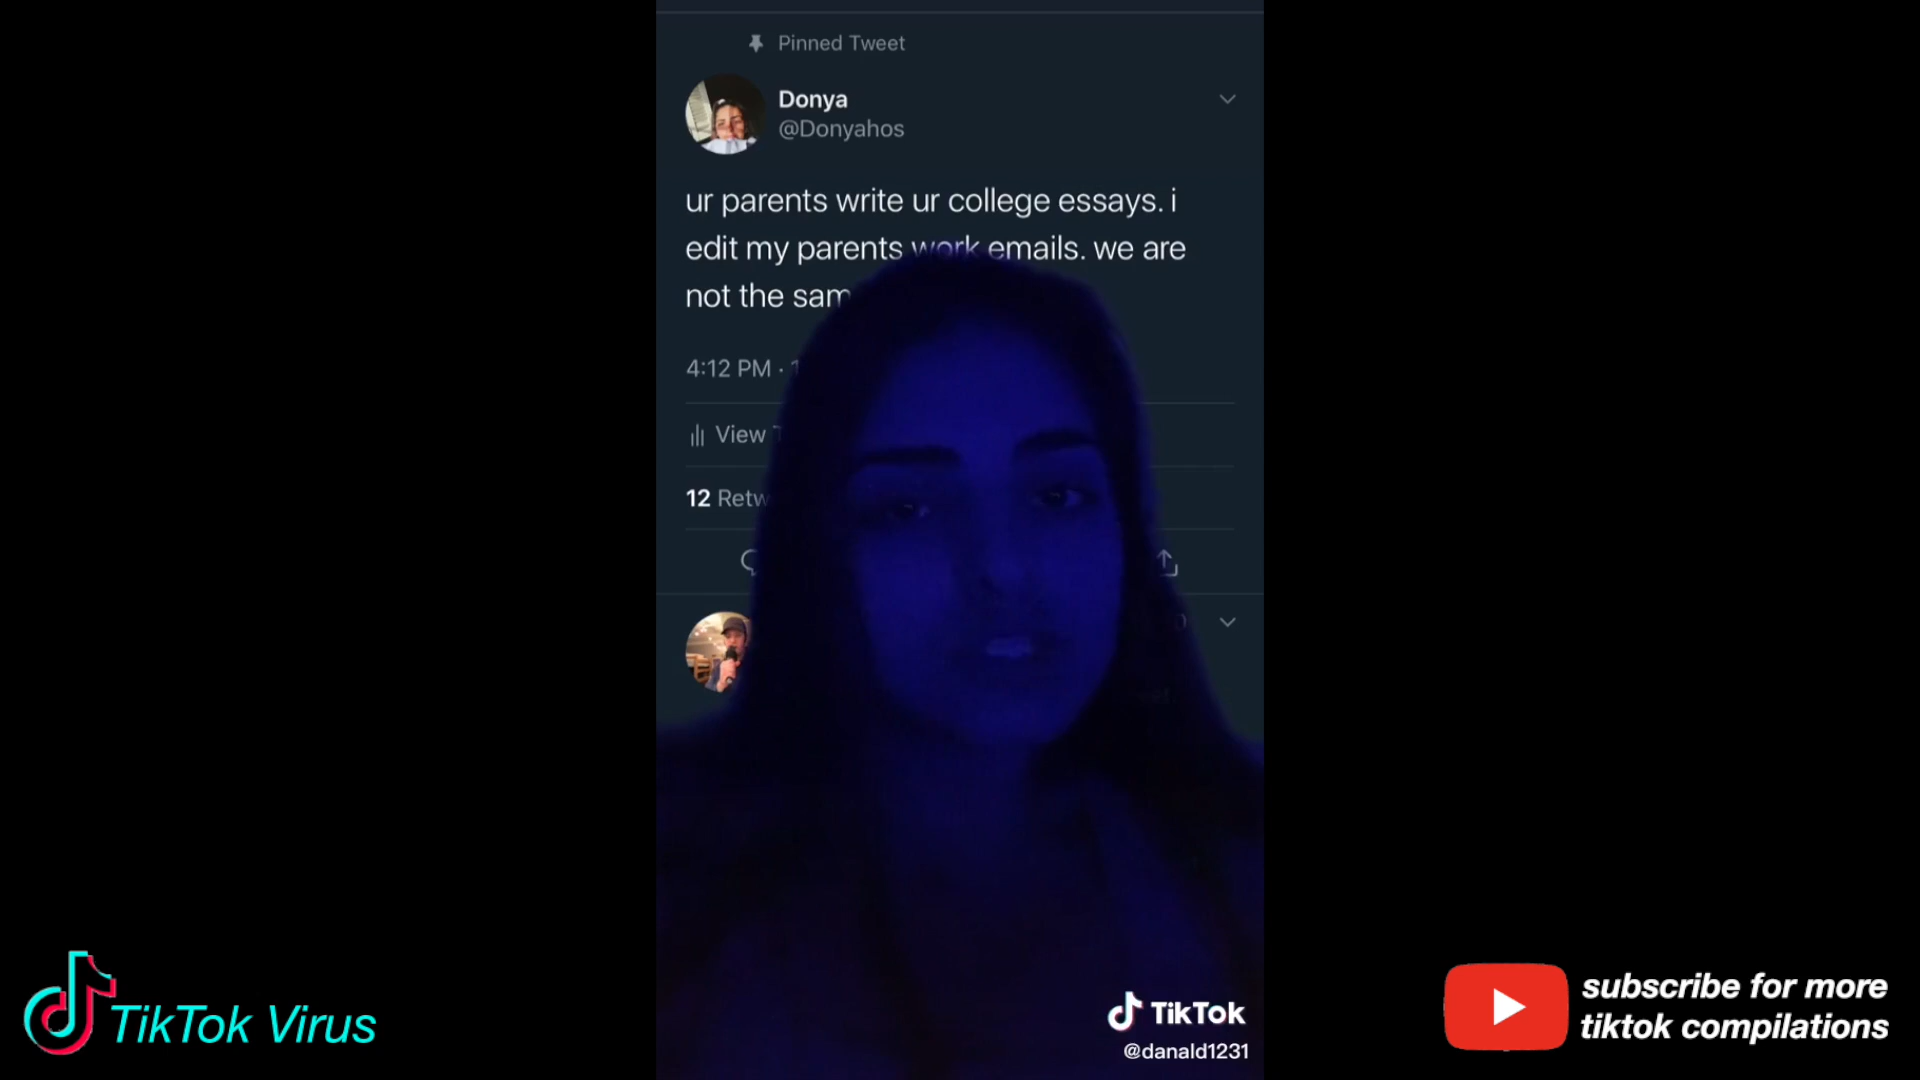 Pinned Tweet
Donya
@Donyahos
ur parents write ur college essays. i
edit my parents work emails. we are
not the sam
4:12 PM ·
View
12 Retw
TikTok
@danald1231
TikTok Virus
subscribe for more
tiktok compilations